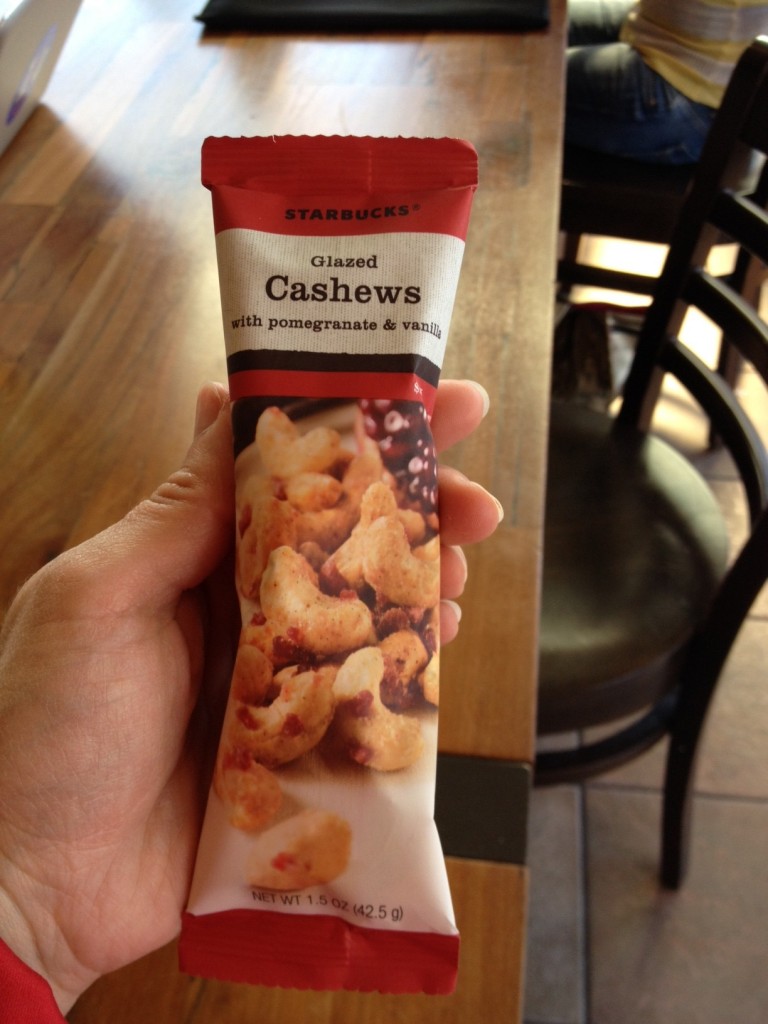 STARBUCKS®
Glazed
Cashews
with pomegranate & vanilla
NET WT 1.5 OZ (42.5 g)